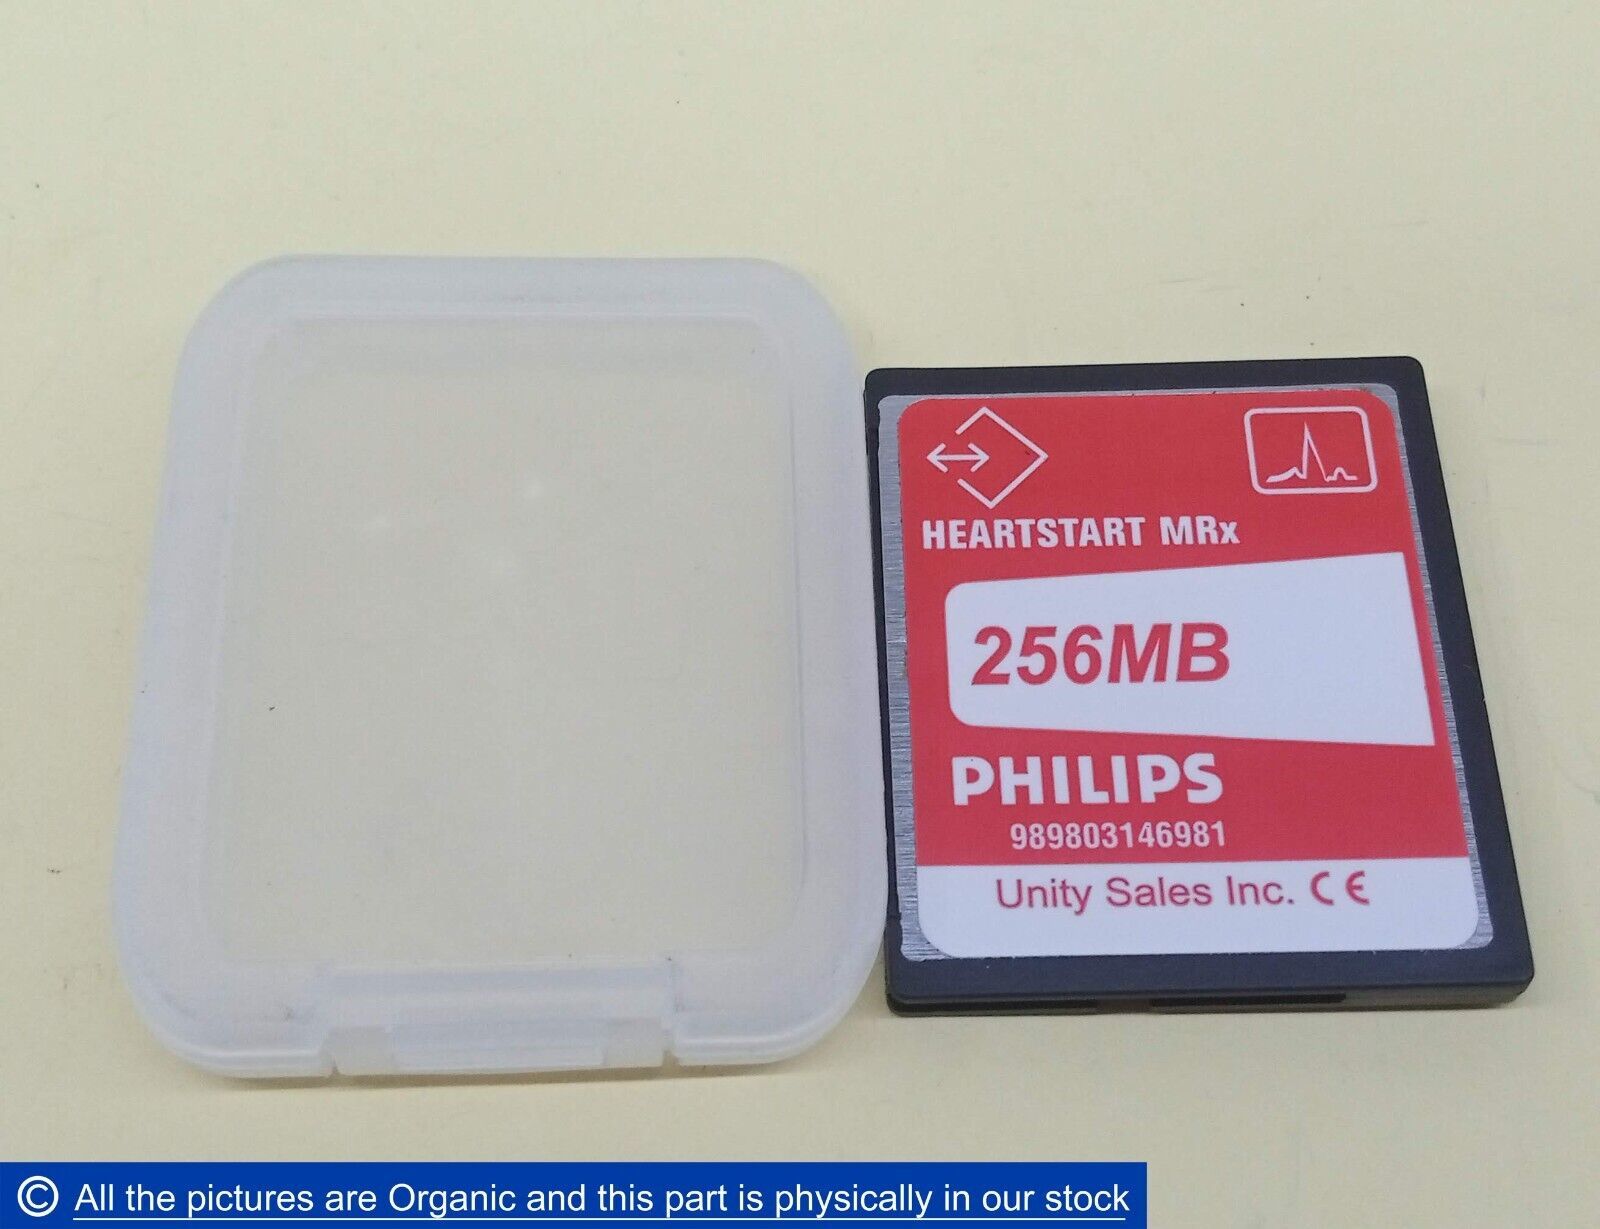 HEARTSTART MRx
256MB
PHILIPS
989803146981
Unity Sales Inc. CE
© All the pictures are Organic and this part is physically in our stock